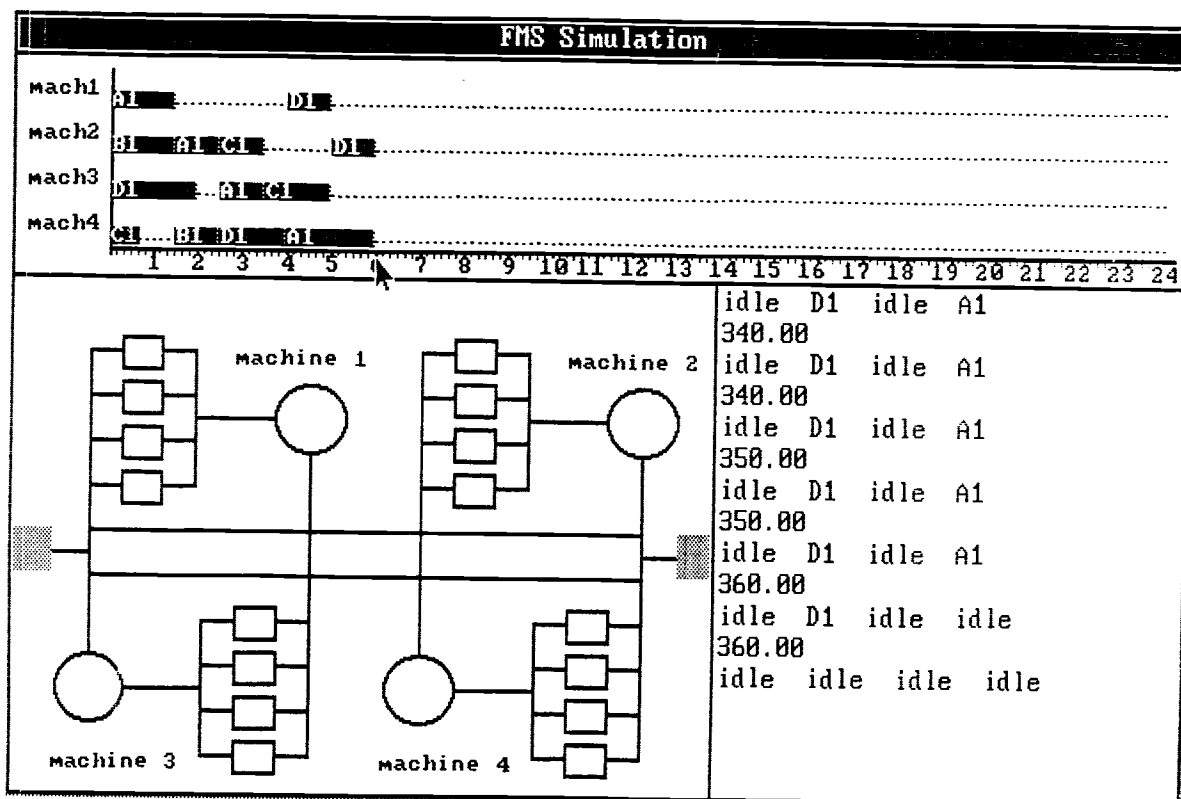 FMS Simulation
mach1 A1 D1
mach2 B1 A1 C1 D1
mach3 D1 A1 C1
mach4 C1 B1 D1 A1
1 2 3 4 5 6 7 8 9 10 11 12 13 14 15 16 17 18 19 20 21 22 23 24
idle D1 idle A1
340.00
machine 1 machine 2
idle D1 idle A1
340.00
idle D1 idle A1
350.00
idle D1 idle A1
350.00
idle D1 idle A1
360.00
idle D1 idle idle
360.00
idle idle idle idle
machine 3 machine 4